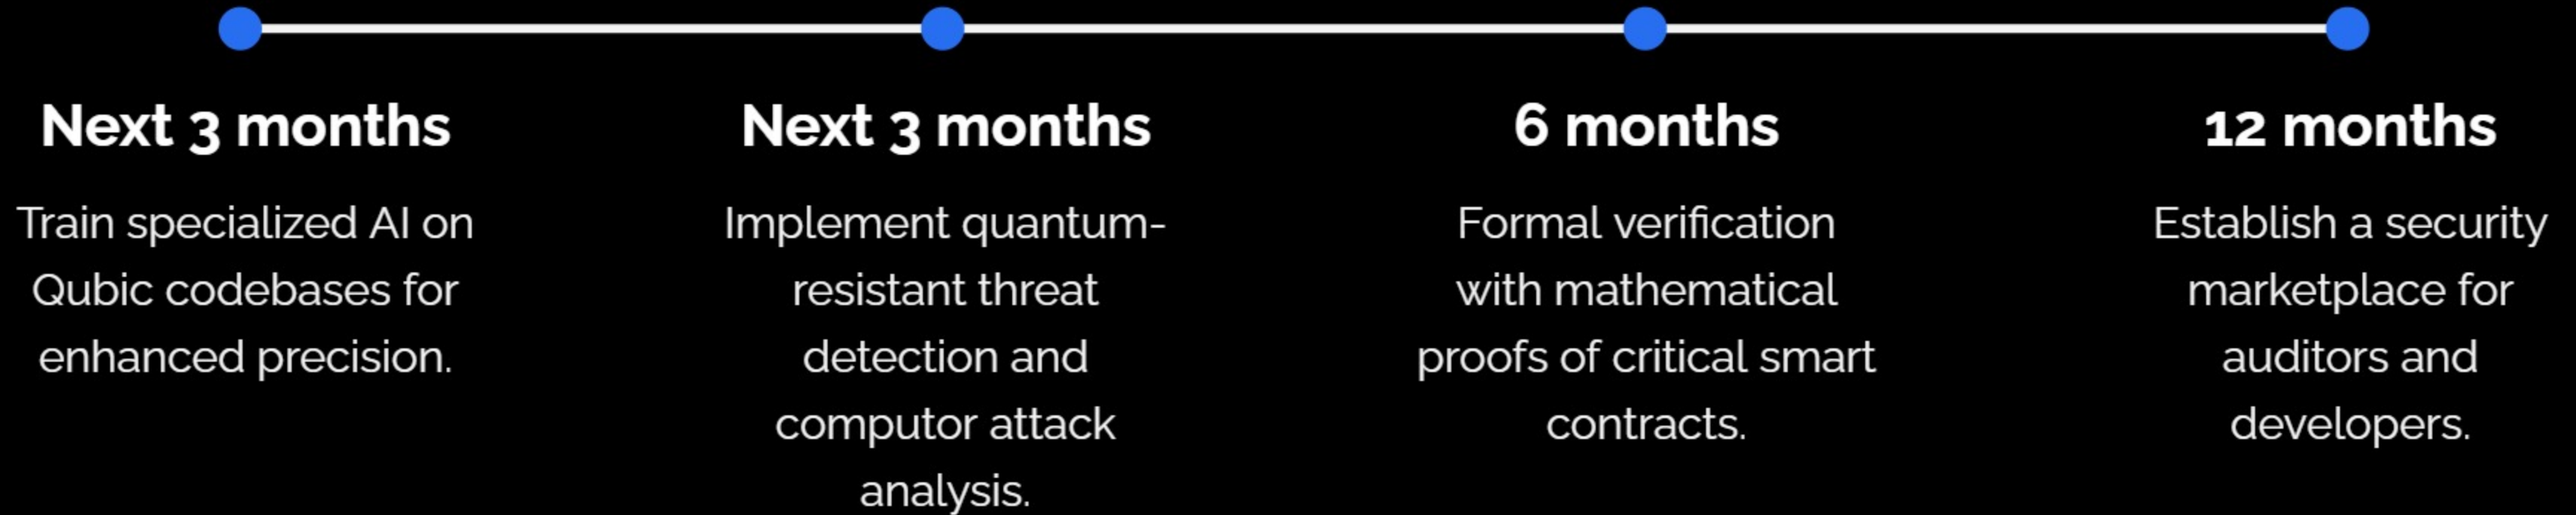 Next 3 months
Train specialized AI on
Qubic codebases for
enhanced precision.
Next 3 months
Implement quantum-
resistant threat
detection and
computor attack
analysis.
6 months
Formal verification
with mathematical
proofs of critical smart
contracts.
12 months
Establish a security
marketplace for
auditors and
developers.